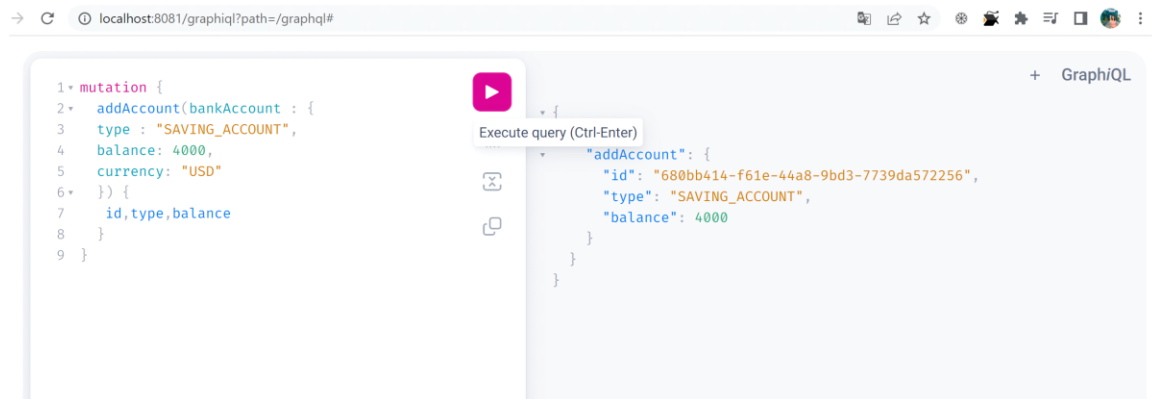 localhost:8081/graphiql?path=/graphql#
+ GraphiQL
1 mutation {
2 addAccount(bankAccount : {
3 type : "SAVING_ACCOUNT",
4 balance: 4000,
5 currency: "USD"
6 }) {
7 id,type,balance
8 }
9 }
Execute query (Ctrl-Enter)
{
"addAccount": {
"id": "680bb414-f61e-44a8-9bd3-7739da572256",
"type": "SAVING_ACCOUNT",
"balance": 4000
}
}
}